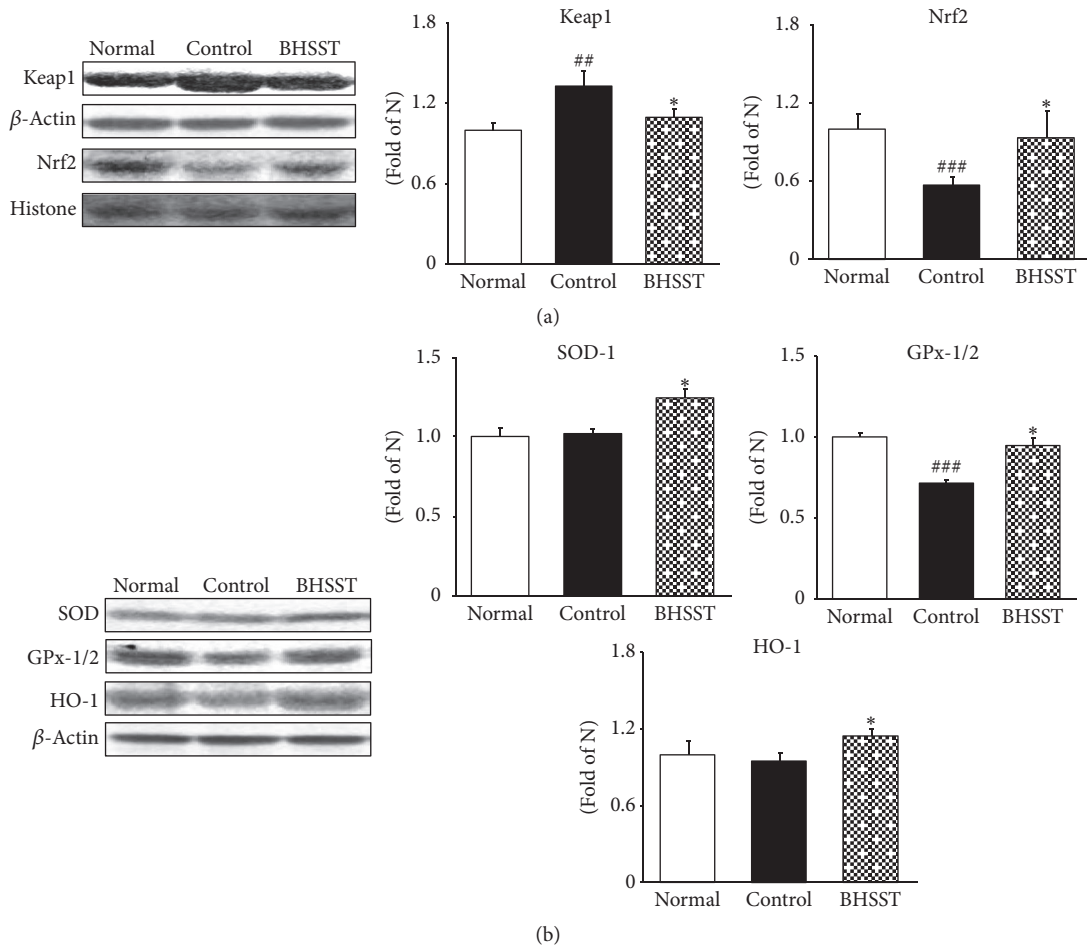 Normal Control BHSST
Keap1
β-Actin
Nrf2
Histone
Keap1
(Fold of N)
1.8
1.2
0.6
0
##
*
Normal Control BHSST
Nrf2
(Fold of N)
1.8
1.2
0.6
0
###
*
Normal Control BHSST
(a)
Normal Control BHSST
SOD
GPx-1/2
HO-1
β-Actin
SOD-1
(Fold of N)
1.5
1.0
0.5
0
*
Normal Control BHSST
GPx-1/2
(Fold of N)
1.5
1.0
0.5
0
###
*
Normal Control BHSST
HO-1
(Fold of N)
1.8
1.2
0.6
0
*
Normal Control BHSST
(b)